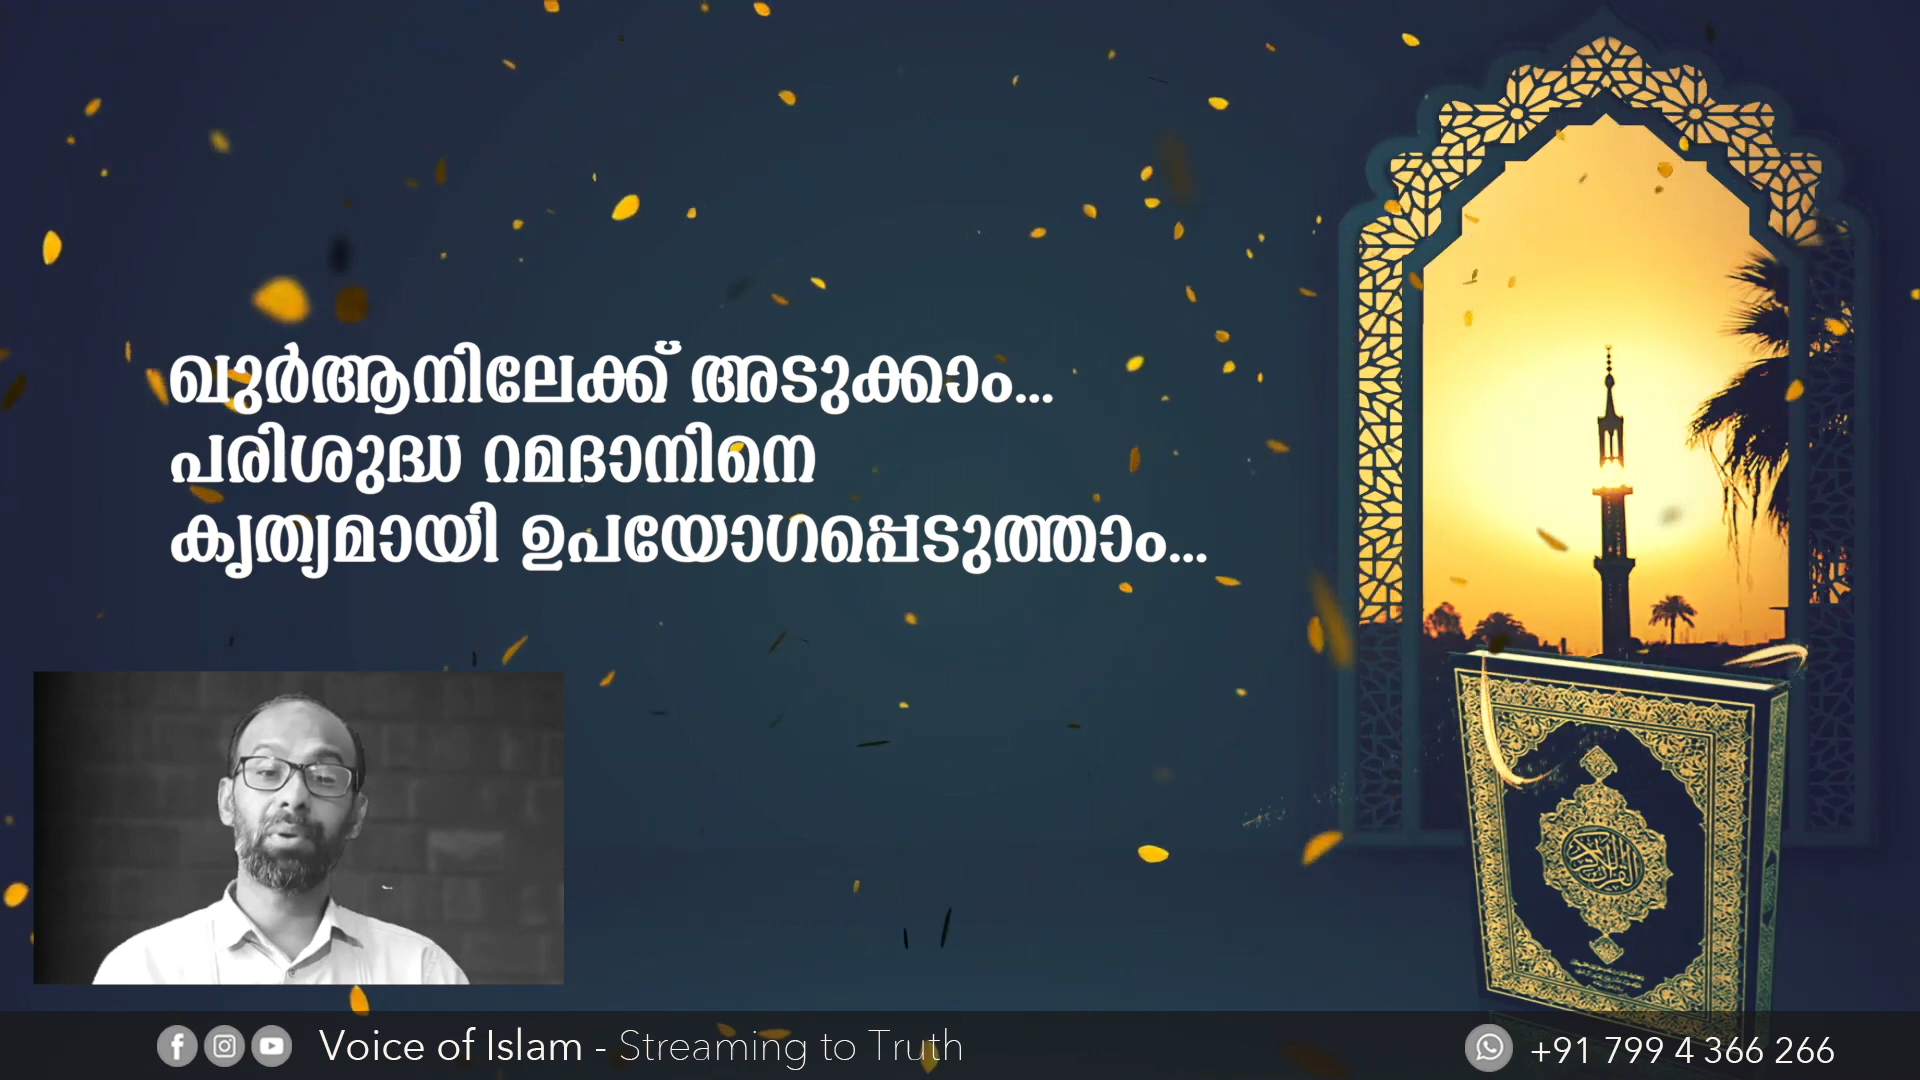 ഖുർആനിലേക്ക് അടുക്കാം...
പരിശുദ്ധ റമദാനിനെ
കൃത്യമായി ഉപയോഗപ്പെടുത്താം...
Voice of Islam - Streaming to Truth
+91 799 4 366 266